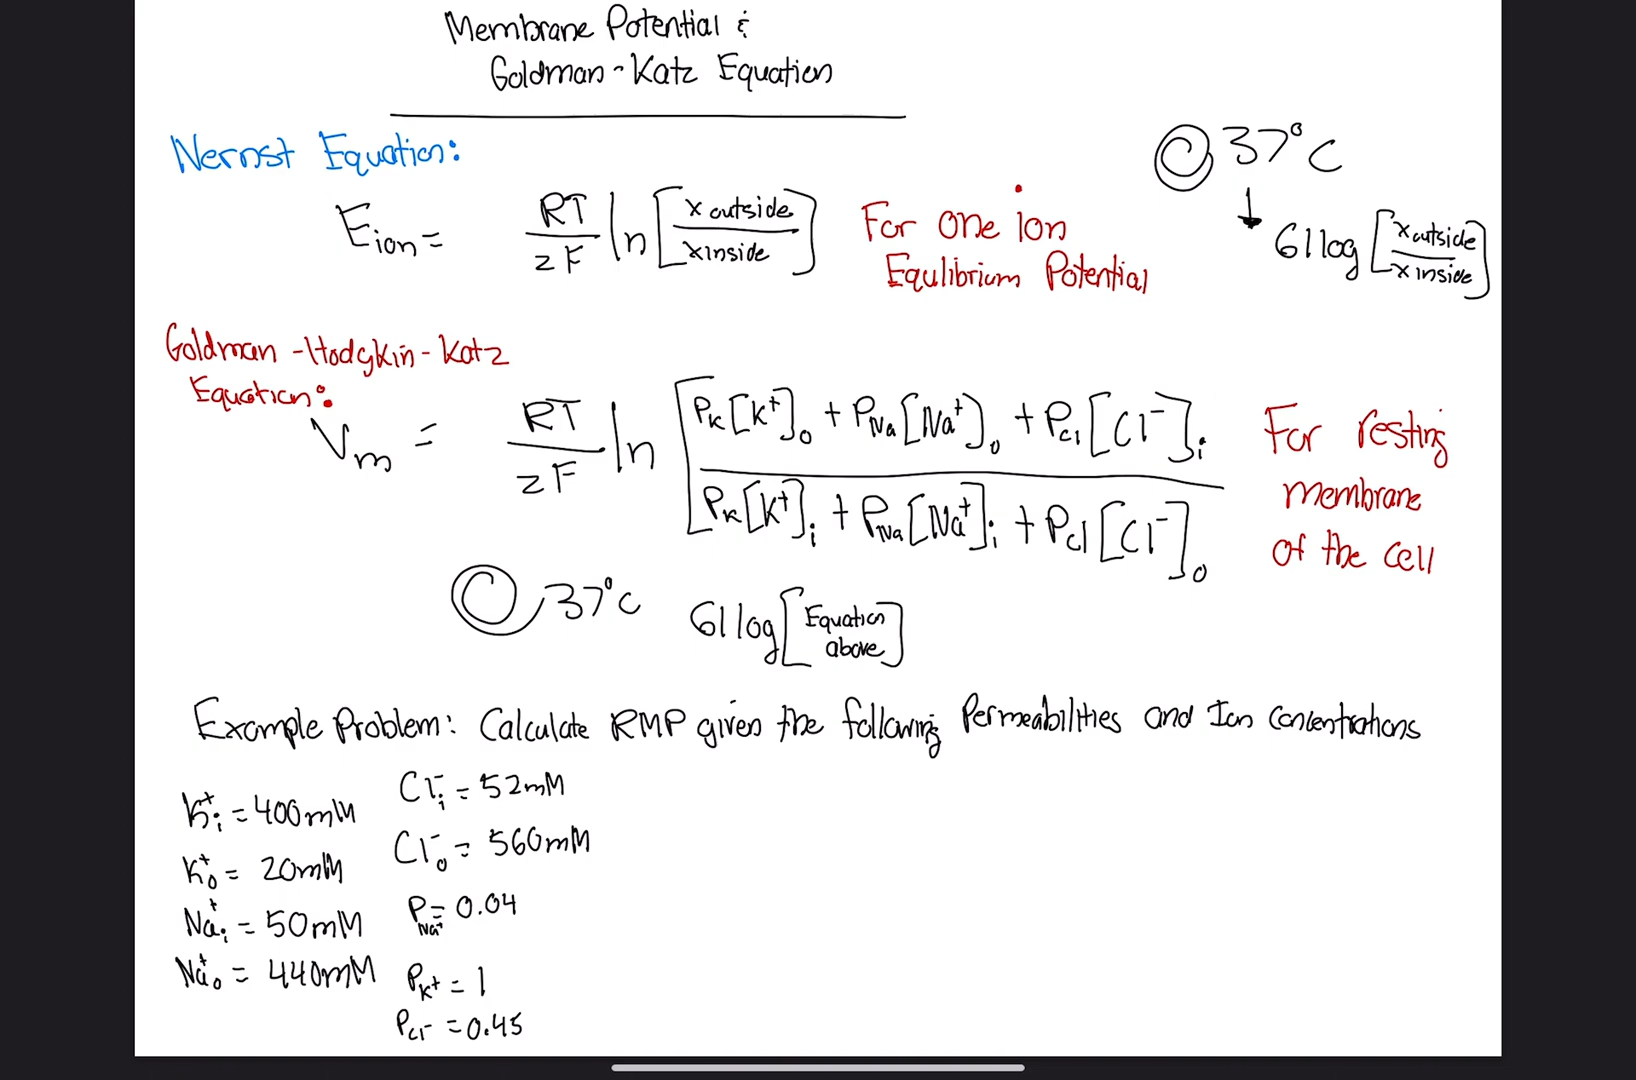 Membrane Potential &
Goldman-Katz Equation
Nernst Equation:
@ 37°C
E ion = RT/zF ln [x outside/x inside]
For one ion
Equlibrium Potential
61 log [x outside/x inside]
Goldman-Hodgkin-Katz
Equation:
Vm = RT/zF ln [PK[K+]o + PNa[Na+]o + PCl[Cl-]i / PK[K+]i + PNa[Na+]i + PCl[Cl-]o]
For resting
membrane
of the cell
@ 37°C 61 log [Equation above]
Example Problem: Calculate RMP given the following Permeabilities and Ion Concentrations
K+i = 400mM
K+o = 20mM
Na+i = 50mM
Na+o = 440mM
Cl-i = 52mM
Cl-o = 560mM
PNa+ = 0.04
PK+ = 1
PCl- = 0.45